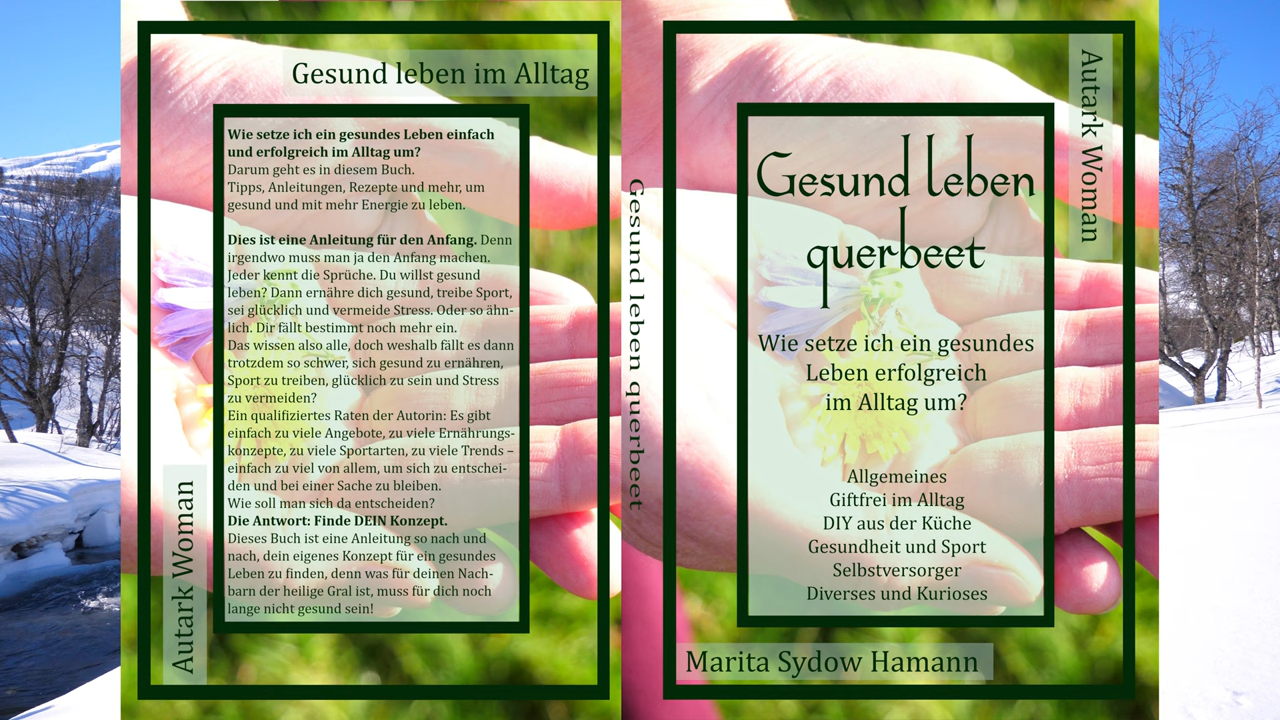 Gesund leben im Alltag
Wie setze ich ein gesundes Leben einfach
und erfolgreich im Alltag um?
Darum geht es in diesem Buch.
Tipps, Anleitungen, Rezepte und mehr, um
gesund und mit mehr Energie zu leben.
Dies ist eine Anleitung für den Anfang. Denn
irgendwo muss man ja den Anfang machen.
Jeder kennt die Sprüche. Du willst gesund
leben? Dann ernähre dich gesund, treibe Sport,
sei glücklich und vermeide Stress. Oder so ähn-
lich. Dir fällt bestimmt noch mehr ein.
Das wissen also alle, doch weshalb fällt es dann
trotzdem so schwer, sich gesund zu ernähren,
Sport zu treiben, glücklich zu sein und Stress
zu vermeiden?
Ein qualifiziertes Raten der Autorin: Es gibt
einfach zu viele Angebote, zu viele Ernährungs-
konzepte, zu viele Sportarten, zu viele Trends –
einfach zu viel von allem, um sich zu entschei-
den und bei einer Sache zu bleiben.
Wie soll man sich da entscheiden?
Die Antwort: Finde DEIN Konzept.
Dieses Buch ist eine Anleitung so nach und
nach, dein eigenes Konzept für ein gesundes
Leben zu finden, denn was für deinen Nach-
barn der heilige Gral ist, muss für dich noch
lange nicht gesund sein!
Autark Woman
Gesund leben querbeet
Autark Woman
Gesund leben
querbeet
Wie setze ich ein gesundes
Leben erfolgreich
im Alltag um?
Allgemeines
Giftfrei im Alltag
DIY aus der Küche
Gesundheit und Sport
Selbstversorger
Diverses und Kurioses
Marita Sydow Hamann